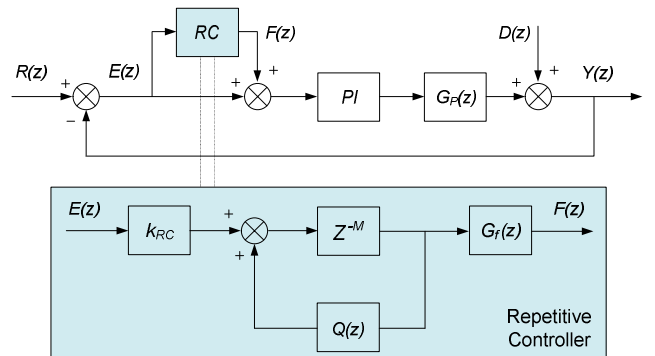 RC
F(z)
D(z)
R(z)
+
E(z)
+
+
+
+
Y(z)
−
PI
G_P(z)
E(z)
k_RC
+
+
Z^-M
G_f(z)
F(z)
Q(z)
Repetitive
Controller